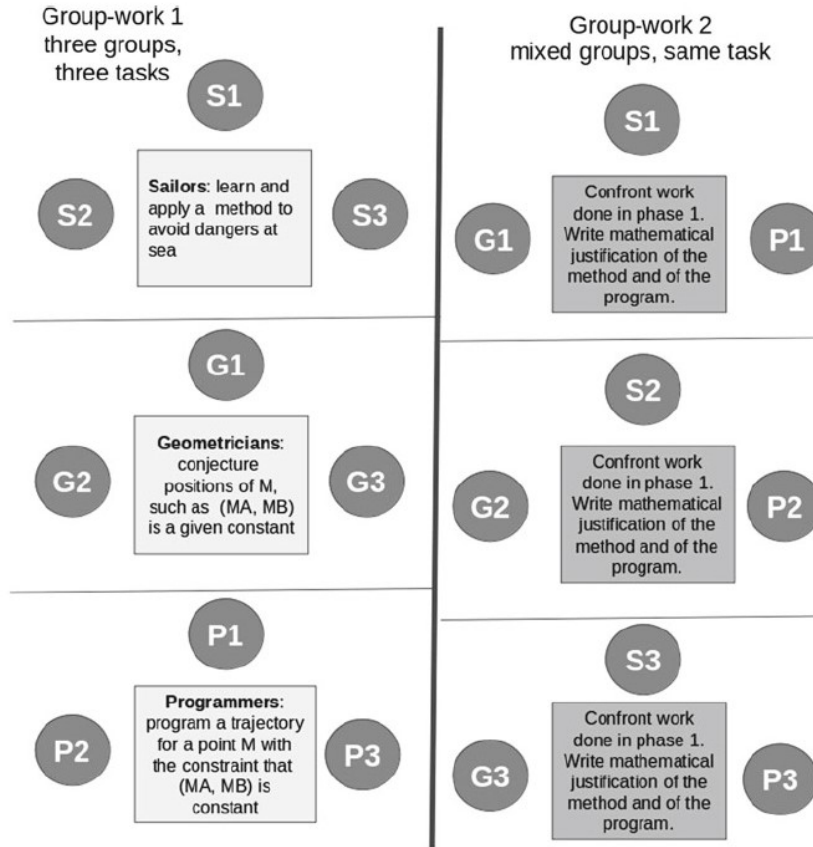 Group-work 1
three groups,
three tasks
S1
S2
Sailors: learn and
apply a method to
avoid dangers at
sea
S3
G1
G2
Geometricians:
conjecture
positions of M,
such as (MA, MB)
is a given constant
G3
P1
P2
Programmers:
program a trajectory
for a point M with
the constraint that
(MA, MB) is
constant
P3
Group-work 2
mixed groups, same task
S1
G1
Confront work
done in phase 1.
Write mathematical
justification of the
method and of the
program.
P1
S2
G2
Confront work
done in phase 1.
Write mathematical
justification of the
method and of the
program.
P2
S3
G3
Confront work
done in phase 1.
Write mathematical
justification of the
method and of the
program.
P3